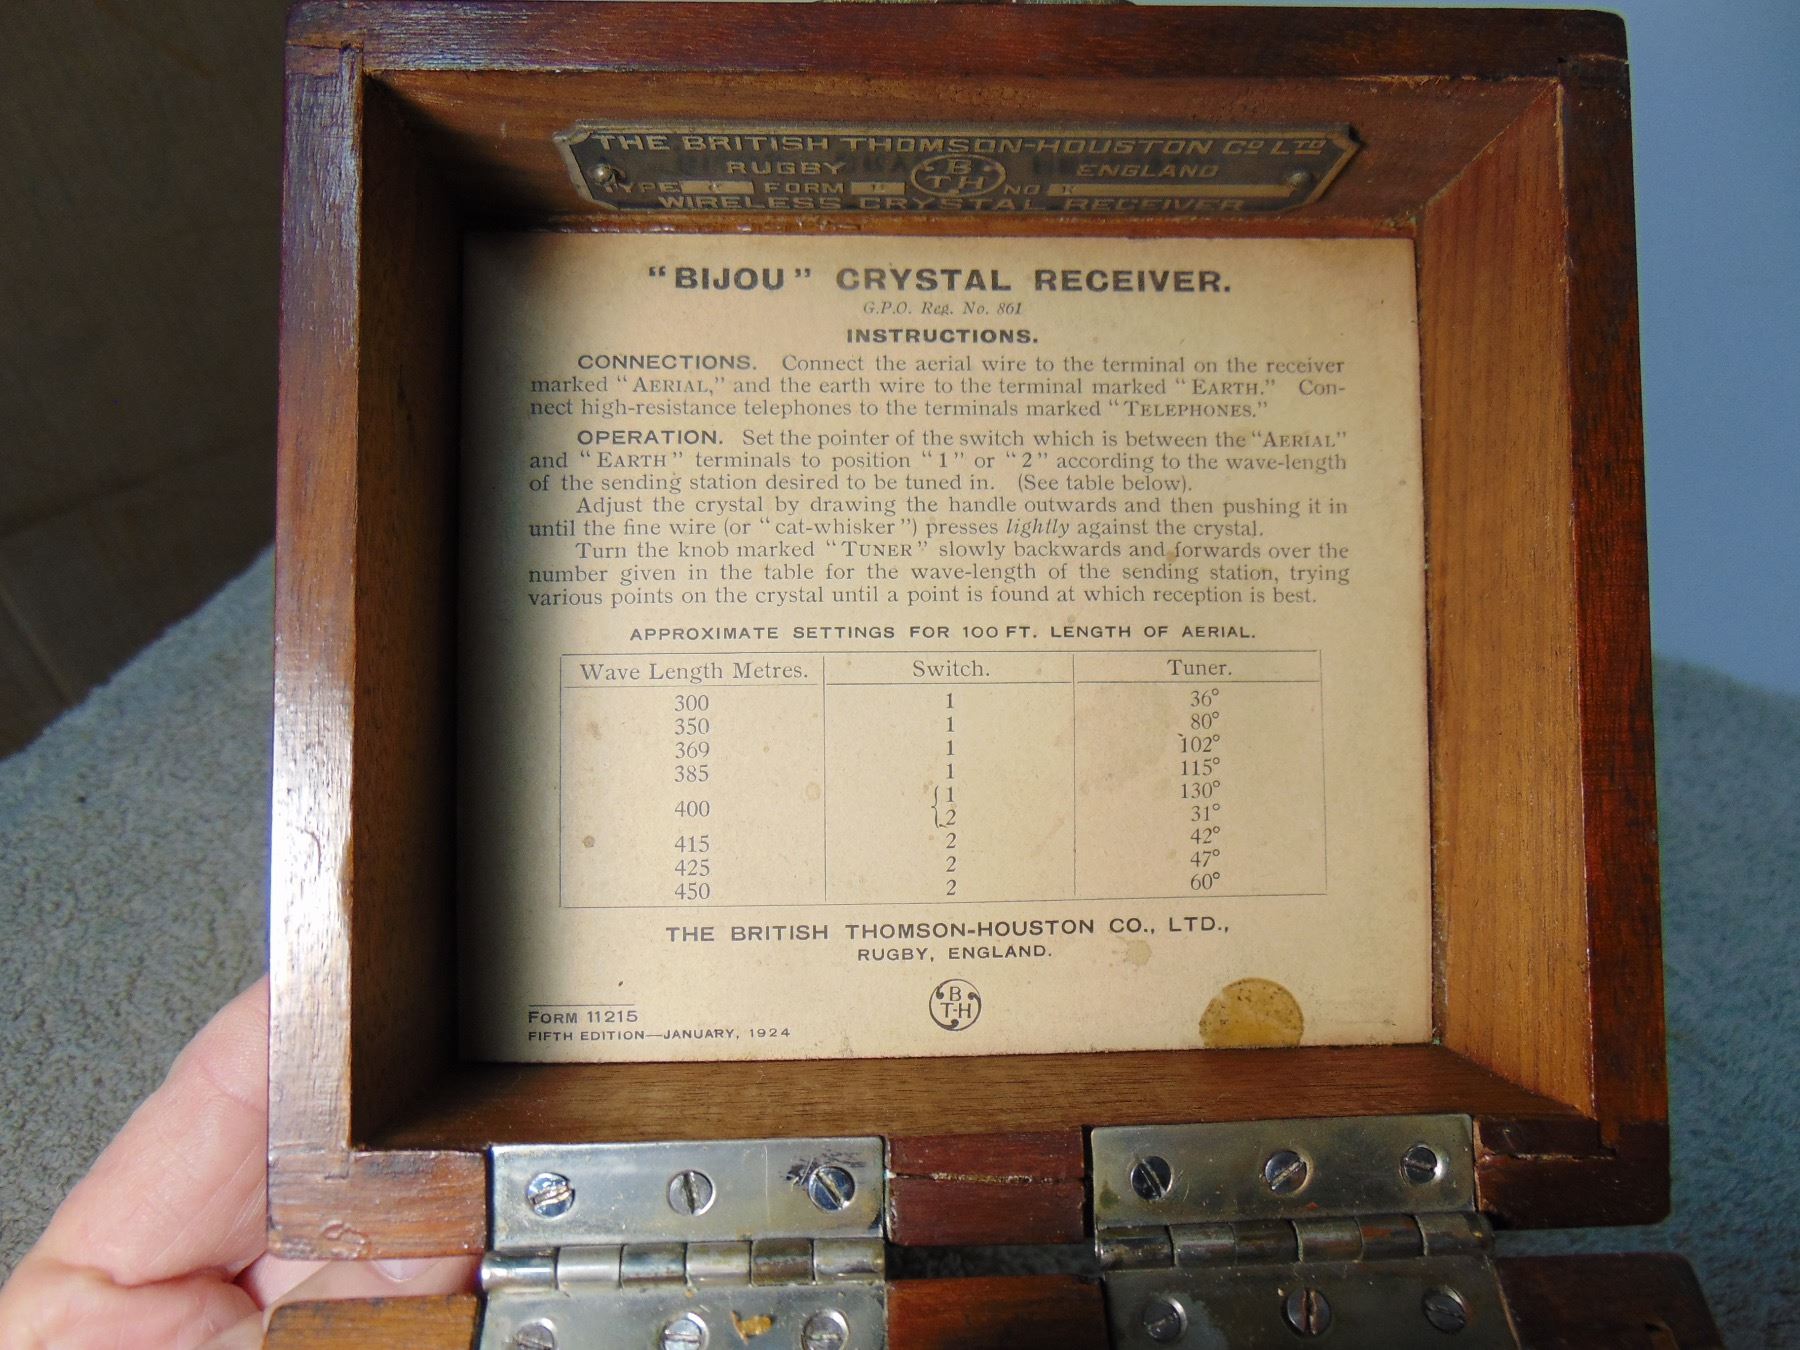 THE BRITISH THOMSON-HOUSTON Co LTD
RUGBY BTH ENGLAND
TYPE FORM No
WIRELESS CRYSTAL RECEIVER
"BIJOU" CRYSTAL RECEIVER.
G.P.O. Reg. No. 861
INSTRUCTIONS.
CONNECTIONS. Connect the aerial wire to the terminal on the receiver
marked "AERIAL," and the earth wire to the terminal marked "EARTH." Con-
nect high-resistance telephones to the terminals marked "TELEPHONES."
OPERATION. Set the pointer of the switch which is between the "AERIAL"
and "EARTH" terminals to position "1" or "2" according to the wave-length
of the sending station desired to be tuned in. (See table below).
Adjust the crystal by drawing the handle outwards and then pushing it in
until the fine wire (or "cat-whisker") presses lightly against the crystal.
Turn the knob marked "TUNER" slowly backwards and forwards over the
number given in the table for the wave-length of the sending station, trying
various points on the crystal until a point is found at which reception is best.
APPROXIMATE SETTINGS FOR 100 FT. LENGTH OF AERIAL.
Wave Length Metres. Switch. Tuner.
300 1 36°
350 1 80°
369 1 102°
385 1 115°
400 { 1 130°
2 31°
415 2 42°
425 2 47°
450 2 60°
THE BRITISH THOMSON-HOUSTON CO., LTD.,
RUGBY, ENGLAND.
B
T-H
FORM 11215
FIFTH EDITION—JANUARY, 1924